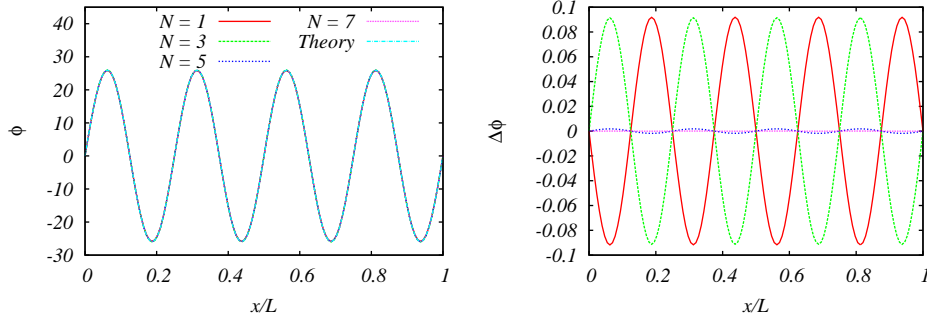 N = 1
N = 3
N = 5
N = 7
Theory
40
30
20
10
0
-10
-20
-30
ϕ
0 0.2 0.4 0.6 0.8 1
x/L
0.1
0.08
0.06
0.04
0.02
0
-0.02
-0.04
-0.06
-0.08
-0.1
Δϕ
0 0.2 0.4 0.6 0.8 1
x/L